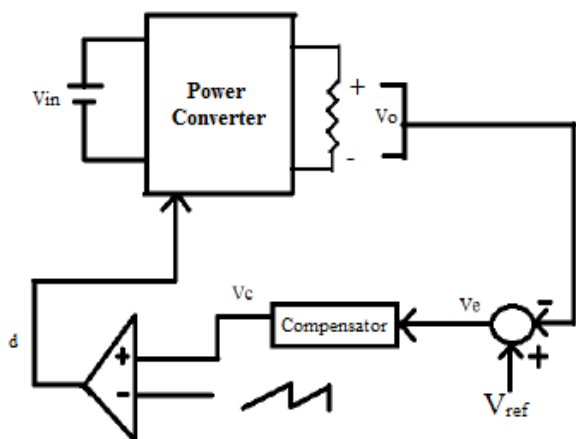 Vin
Power
Converter
+
Vo
-
d
Vc
Compensator
Ve
-
+
Vref
+
-